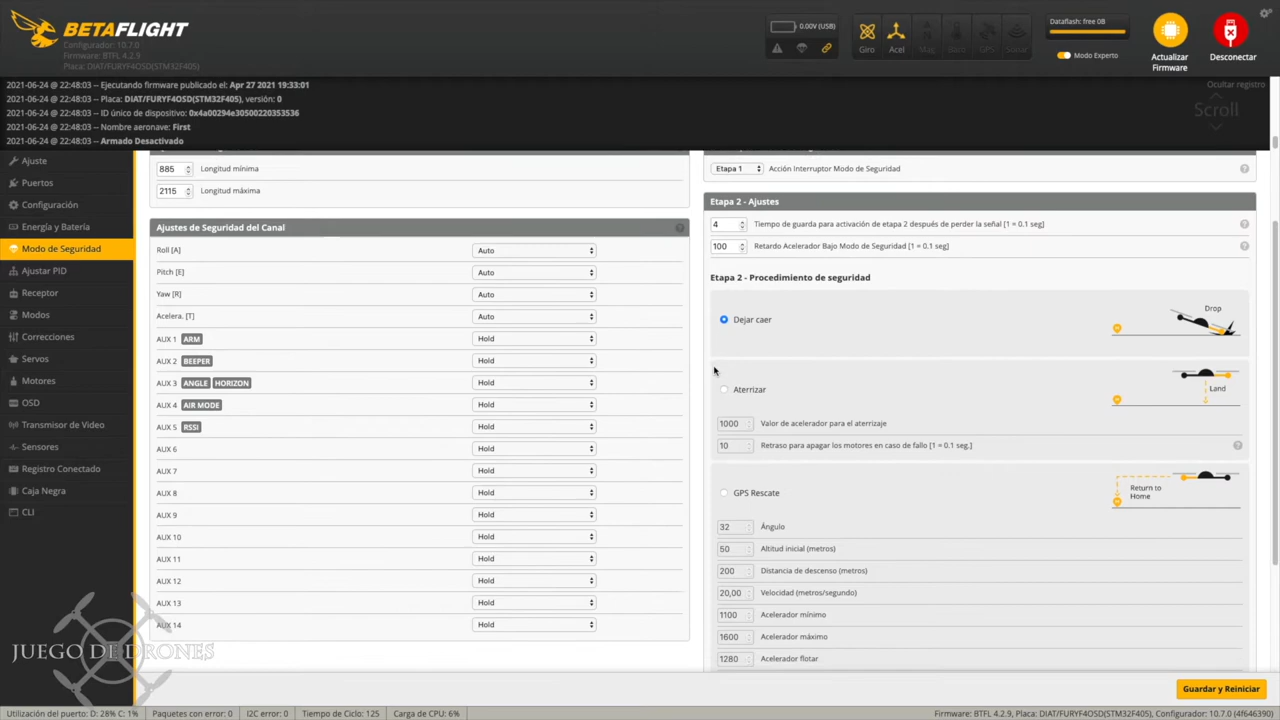 BETAFLIGHT
Configurador: 10.7.0
Firmware: BTFL 4.2.9
Placa: DIAT/FURYF4OSD(STM32F405)
0.00V (USB)
Giro
Acel
Mag
Baro
GPS
Sonar
Dataflash: free 0B
Modo Experto
Actualizar
Firmware
Desconectar
2021-06-24 @ 22:48:03 -- Ejecutando firmware publicado el: Apr 27 2021 19:33:01
2021-06-24 @ 22:48:03 -- Placa: DIAT/FURYF4OSD(STM32F405), versión: 0
2021-06-24 @ 22:48:03 -- ID único de dispositivo: 0x4a00294e30500220353536
2021-06-24 @ 22:48:03 -- Nombre aeronave: First
2021-06-24 @ 22:48:03 -- Armado Desactivado
Ocultar registro
Scroll
Ajuste
Puertos
Configuración
Energía y Batería
Modo de Seguridad
Ajustar PID
Receptor
Modos
Correcciones
Servos
Motores
OSD
Transmisor de Video
Sensores
Registro Conectado
Caja Negra
CLI
885 Longitud mínima
2115 Longitud máxima
Ajustes de Seguridad del Canal
Roll [A] Auto
Pitch [E] Auto
Yaw [R] Auto
Acelera. [T] Auto
AUX 1 ARM Hold
AUX 2 BEEPER Hold
AUX 3 ANGLE HORIZON Hold
AUX 4 AIR MODE Hold
AUX 5 RSSI Hold
AUX 6 Hold
AUX 7 Hold
AUX 8 Hold
AUX 9 Hold
AUX 10 Hold
AUX 11 Hold
AUX 12 Hold
AUX 13 Hold
AUX 14 Hold
Etapa 1 Acción Interruptor Modo de Seguridad
Etapa 2 - Ajustes
4 Tiempo de guarda para activación de etapa 2 después de perder la señal [1 = 0.1 seg]
100 Retardo Acelerador Bajo Modo de Seguridad [1 = 0.1 seg]
Etapa 2 - Procedimiento de seguridad
Dejar caer
Drop
Aterrizar
Land
1000 Valor de acelerador para el aterrizaje
10 Retraso para apagar los motores en caso de fallo [1 = 0.1 seg.]
GPS Rescate
Return to
Home
32 Ángulo
50 Altitud inicial (metros)
200 Distancia de descenso (metros)
20,00 Velocidad (metros/segundo)
1100 Acelerador mínimo
1600 Acelerador máximo
1280 Acelerador flotar
JUEGO DE DRONES
Guardar y Reiniciar
Utilización del puerto: D: 28% C: 1%
Paquetes con error: 0
I2C error: 0
Tiempo de Ciclo: 125
Carga de CPU: 6%
Firmware: BTFL 4.2.9, Placa: DIAT/FURYF4OSD(STM32F405), Configurador: 10.7.0 (4f646390)